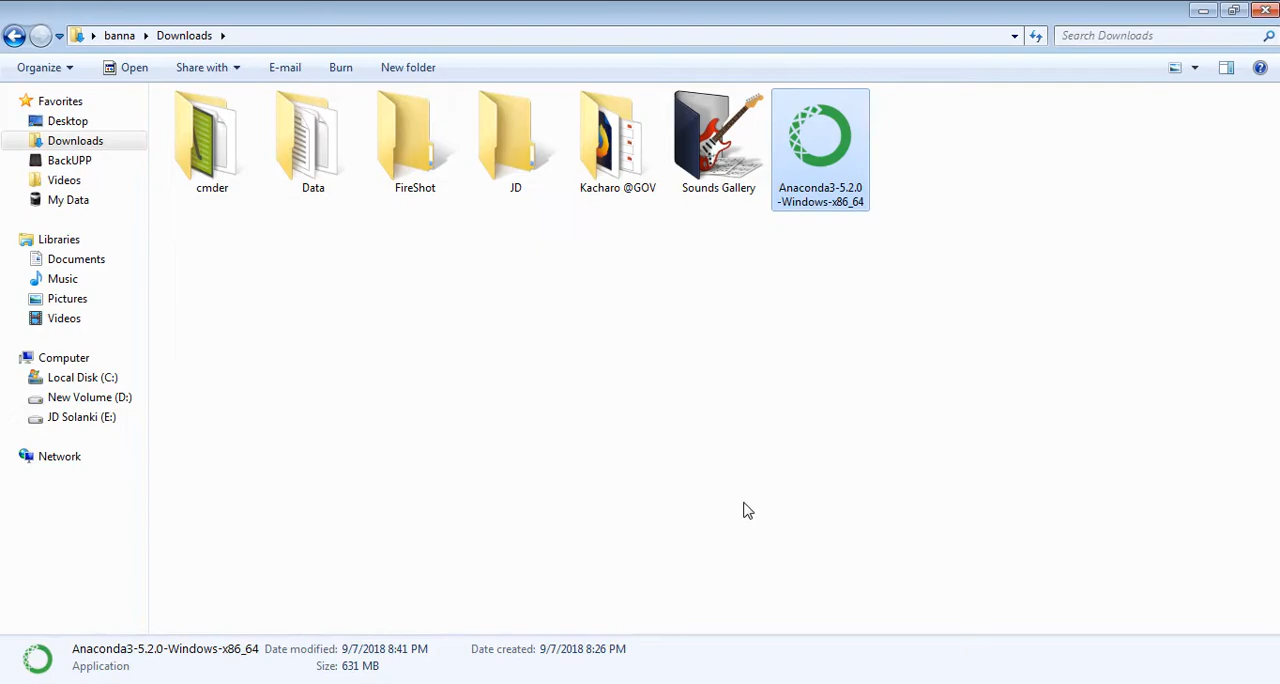 banna Downloads
Search Downloads
Organize Open Share with E-mail Burn New folder
Favorites
Desktop
Downloads
BackUPP
Videos
My Data
Libraries
Documents
Music
Pictures
Videos
Computer
Local Disk (C:)
New Volume (D:)
JD Solanki (E:)
Network
cmder
Data
FireShot
JD
Kacharo @GOV
Sounds Gallery
Anaconda3-5.2.0
-Windows-x86_64
Anaconda3-5.2.0-Windows-x86_64 Date modified: 9/7/2018 8:41 PM Date created: 9/7/2018 8:26 PM
Application Size: 631 MB